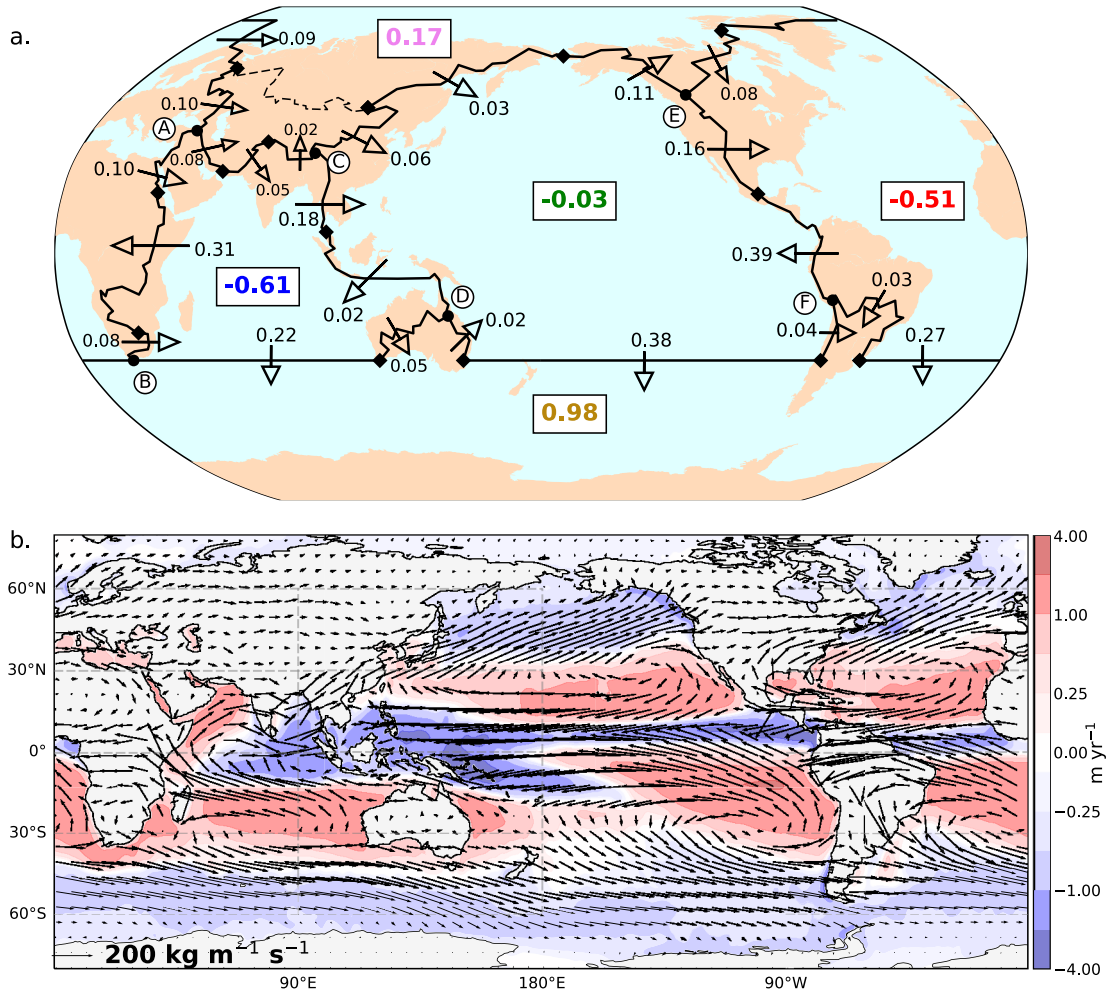 a.
0.09
0.17
0.10
0.03
0.11
0.08
A
E
0.02
0.08
C
0.06
0.16
0.10
0.05
0.18
-0.03
-0.51
0.31
0.39
-0.61
D
F
0.03
0.02
0.02
0.04
0.08
0.22
0.05
0.38
0.27
B
0.98
b.
4.00
60°N
1.00
30°N
0.25
0°
0.00
m yr⁻¹
−0.25
30°S
−1.00
60°S
200 kg m⁻¹ s⁻¹
−4.00
90°E
180°E
90°W